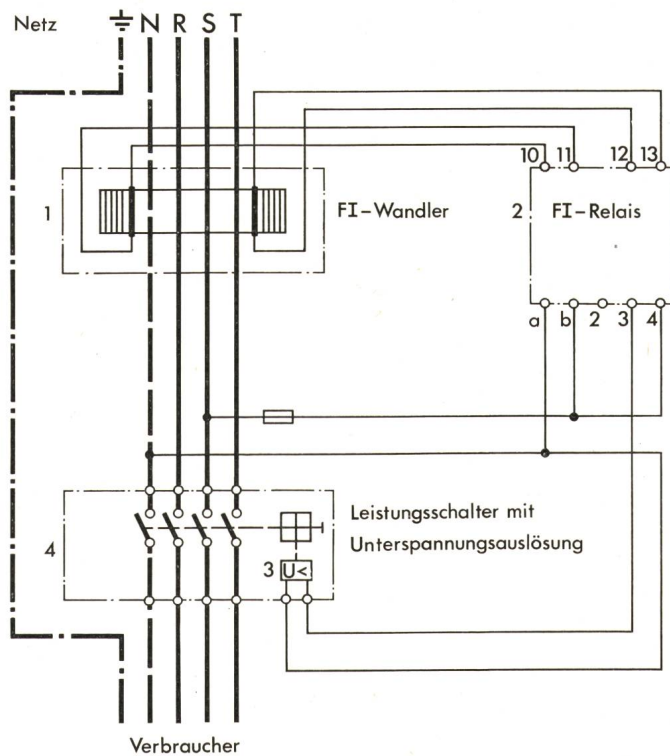 Netz
N R S T
10 11 12 13
1
FI-Wandler
2
FI-Relais
a b 2 3 4
Leistungsschalter mit
Unterspannungsauslösung
4
3 U<
Verbraucher